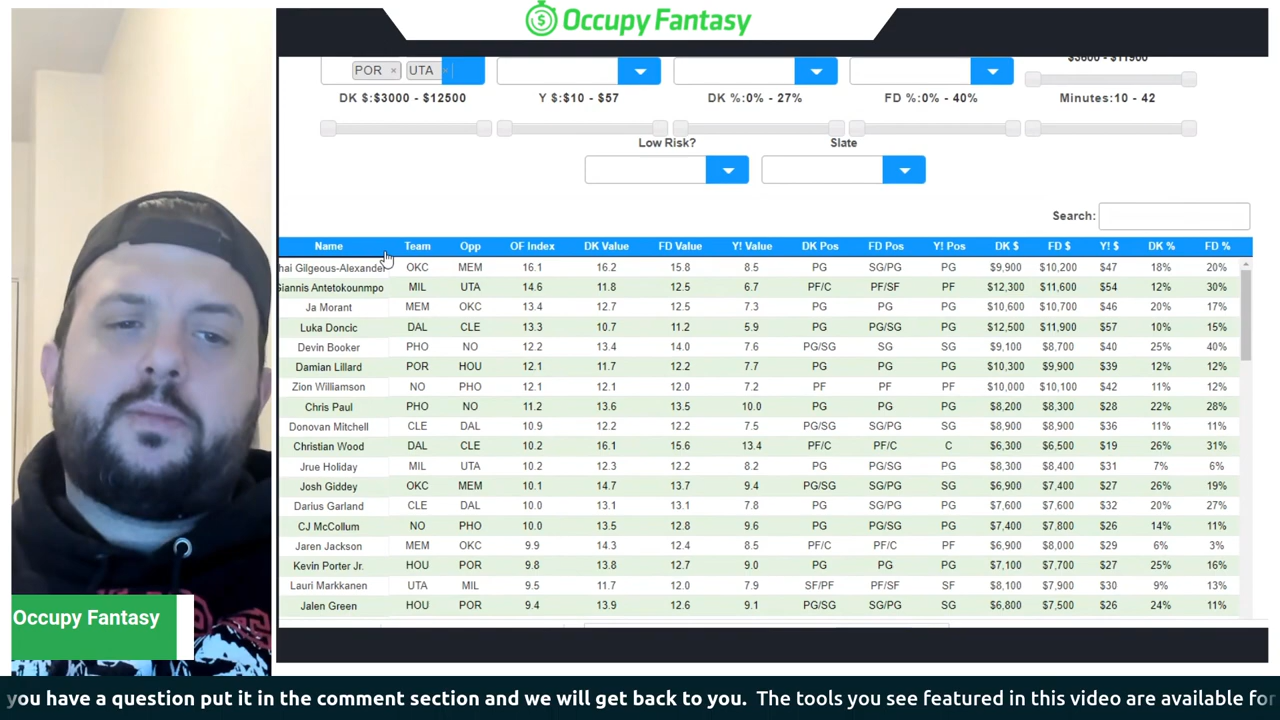 Occupy Fantasy
$3600 - $11900
POR × UTA ×
DK $:$3000 - $12500 Y $:$10 - $57 DK %:0% - 27% FD %:0% - 40% Minutes:10 - 42
Low Risk? Slate
Search:
Name Team Opp OF Index DK Value FD Value Y! Value DK Pos FD Pos Y! Pos DK $ FD $ Y! $ DK % FD %
hai Gilgeous-Alexander OKC MEM 16.1 16.2 15.8 8.5 PG SG/PG PG $9,900 $10,200 $47 18% 20%
Giannis Antetokounmpo MIL UTA 14.6 11.8 12.5 6.7 PF/C PF/SF PF $12,300 $11,600 $54 12% 30%
Ja Morant MEM OKC 13.4 12.7 12.5 7.3 PG PG PG $10,600 $10,700 $46 20% 17%
Luka Doncic DAL CLE 13.3 10.7 11.2 5.9 PG PG/SG PG $12,500 $11,900 $57 10% 15%
Devin Booker PHO NO 12.2 13.4 14.0 7.6 PG/SG SG SG $9,100 $8,700 $40 25% 40%
Damian Lillard POR HOU 12.1 11.7 12.2 7.7 PG PG PG $10,300 $9,900 $39 12% 12%
Zion Williamson NO PHO 12.1 12.1 12.0 7.2 PF PF PF $10,000 $10,100 $42 11% 11%
Chris Paul PHO NO 11.2 13.6 13.5 10.0 PG PG PG $8,200 $8,300 $28 22% 28%
Donovan Mitchell CLE DAL 10.9 12.2 12.2 7.5 PG/SG PG/SG SG $8,900 $8,900 $36 11% 11%
Christian Wood DAL CLE 10.2 16.1 15.6 13.4 PF/C PF/C C $6,300 $6,500 $19 26% 31%
Jrue Holiday MIL UTA 10.2 12.3 12.2 8.2 PG PG/SG PG $8,300 $8,400 $31 7% 6%
Josh Giddey OKC MEM 10.1 14.7 13.7 9.4 PG/SG PG/SG SG $6,900 $7,400 $27 26% 19%
Darius Garland CLE DAL 10.0 13.1 13.1 7.8 PG PG/SG PG $7,600 $7,600 $32 20% 27%
CJ McCollum NO PHO 10.0 13.5 12.8 9.6 PG PG/SG PG $7,400 $7,800 $26 14% 11%
Jaren Jackson MEM OKC 9.9 14.3 12.4 8.5 PF/C PF/C PF $6,900 $8,000 $29 6% 3%
Kevin Porter Jr. HOU POR 9.8 13.8 12.7 9.0 PG PG/SG PG $7,100 $7,700 $27 25% 16%
Lauri Markkanen UTA MIL 9.5 11.7 12.0 7.9 SF/PF PF/SF SF $8,100 $7,900 $30 9% 13%
Jalen Green HOU POR 9.4 13.9 12.6 9.1 PG/SG SG/PG SG $6,800 $7,500 $26 24% 11%
Occupy Fantasy
you have a question put it in the comment section and we will get back to you. The tools you see featured in this video are available for